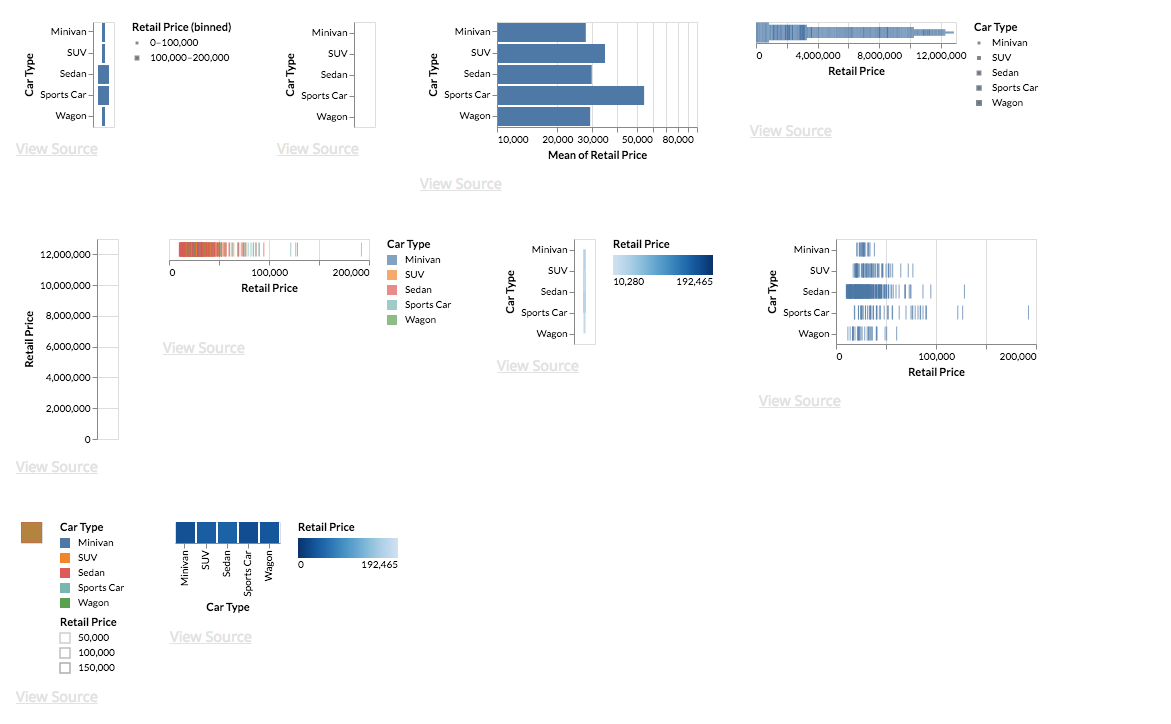 Car Type
Minivan
SUV
Sedan
Sports Car
Wagon
Retail Price (binned)
0–100,000
100,000–200,000
View Source
Car Type
Minivan
SUV
Sedan
Sports Car
Wagon
View Source
Car Type
Minivan
SUV
Sedan
Sports Car
Wagon
10,000 20,000 30,000 50,000 80,000
Mean of Retail Price
View Source
0 4,000,000 8,000,000 12,000,000
Retail Price
Car Type
Minivan
SUV
Sedan
Sports Car
Wagon
View Source
Retail Price
12,000,000
10,000,000
8,000,000
6,000,000
4,000,000
2,000,000
0
View Source
0 100,000 200,000
Retail Price
Car Type
Minivan
SUV
Sedan
Sports Car
Wagon
View Source
Car Type
Minivan
SUV
Sedan
Sports Car
Wagon
Retail Price
10,280 192,465
View Source
Car Type
Minivan
SUV
Sedan
Sports Car
Wagon
0 100,000 200,000
Retail Price
View Source
Car Type
Minivan
SUV
Sedan
Sports Car
Wagon
Retail Price
50,000
100,000
150,000
View Source
Minivan
SUV
Sedan
Sports Car
Wagon
Car Type
Retail Price
0 192,465
View Source